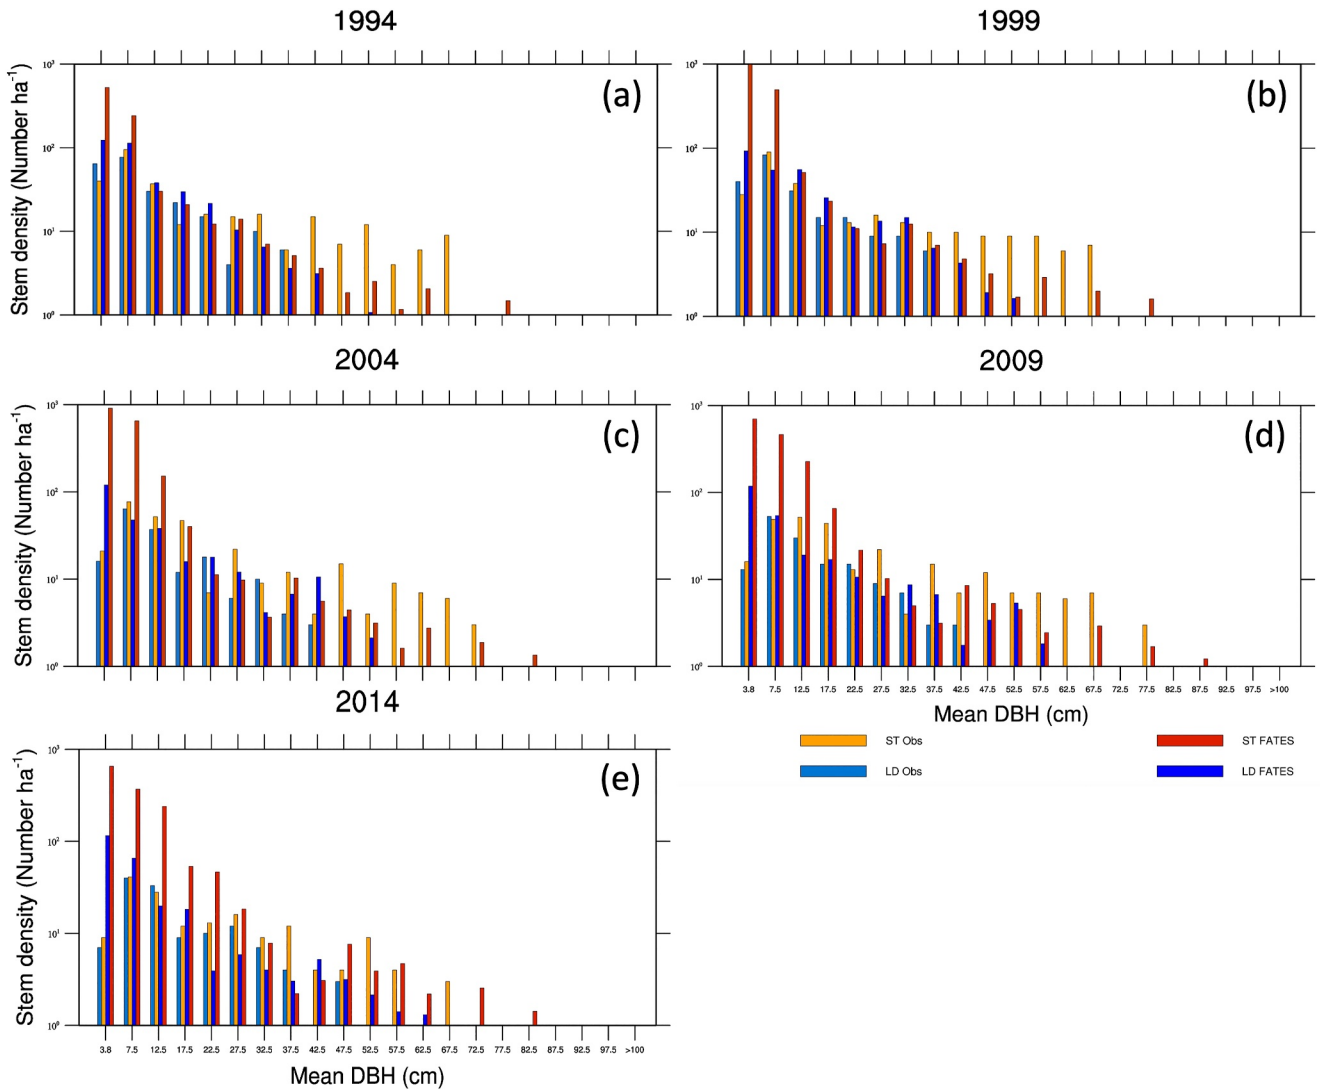 1994
1999
Stem density (Number ha⁻¹)
10³
10²
10¹
10⁰
(a)
10³
10²
10¹
10⁰
(b)
2004
2009
Stem density (Number ha⁻¹)
10³
10²
10¹
10⁰
(c)
10³
10²
10¹
10⁰
(d)
3.8 7.5 12.5 17.5 22.5 27.5 32.5 37.5 42.5 47.5 52.5 57.5 62.5 67.5 72.5 77.5 82.5 87.5 92.5 97.5 >100
Mean DBH (cm)
ST Obs ST FATES
LD Obs LD FATES
2014
Stem density (Number ha⁻¹)
10³
10²
10¹
10⁰
(e)
3.8 7.5 12.5 17.5 22.5 27.5 32.5 37.5 42.5 47.5 52.5 57.5 62.5 67.5 72.5 77.5 82.5 87.5 92.5 97.5 >100
Mean DBH (cm)